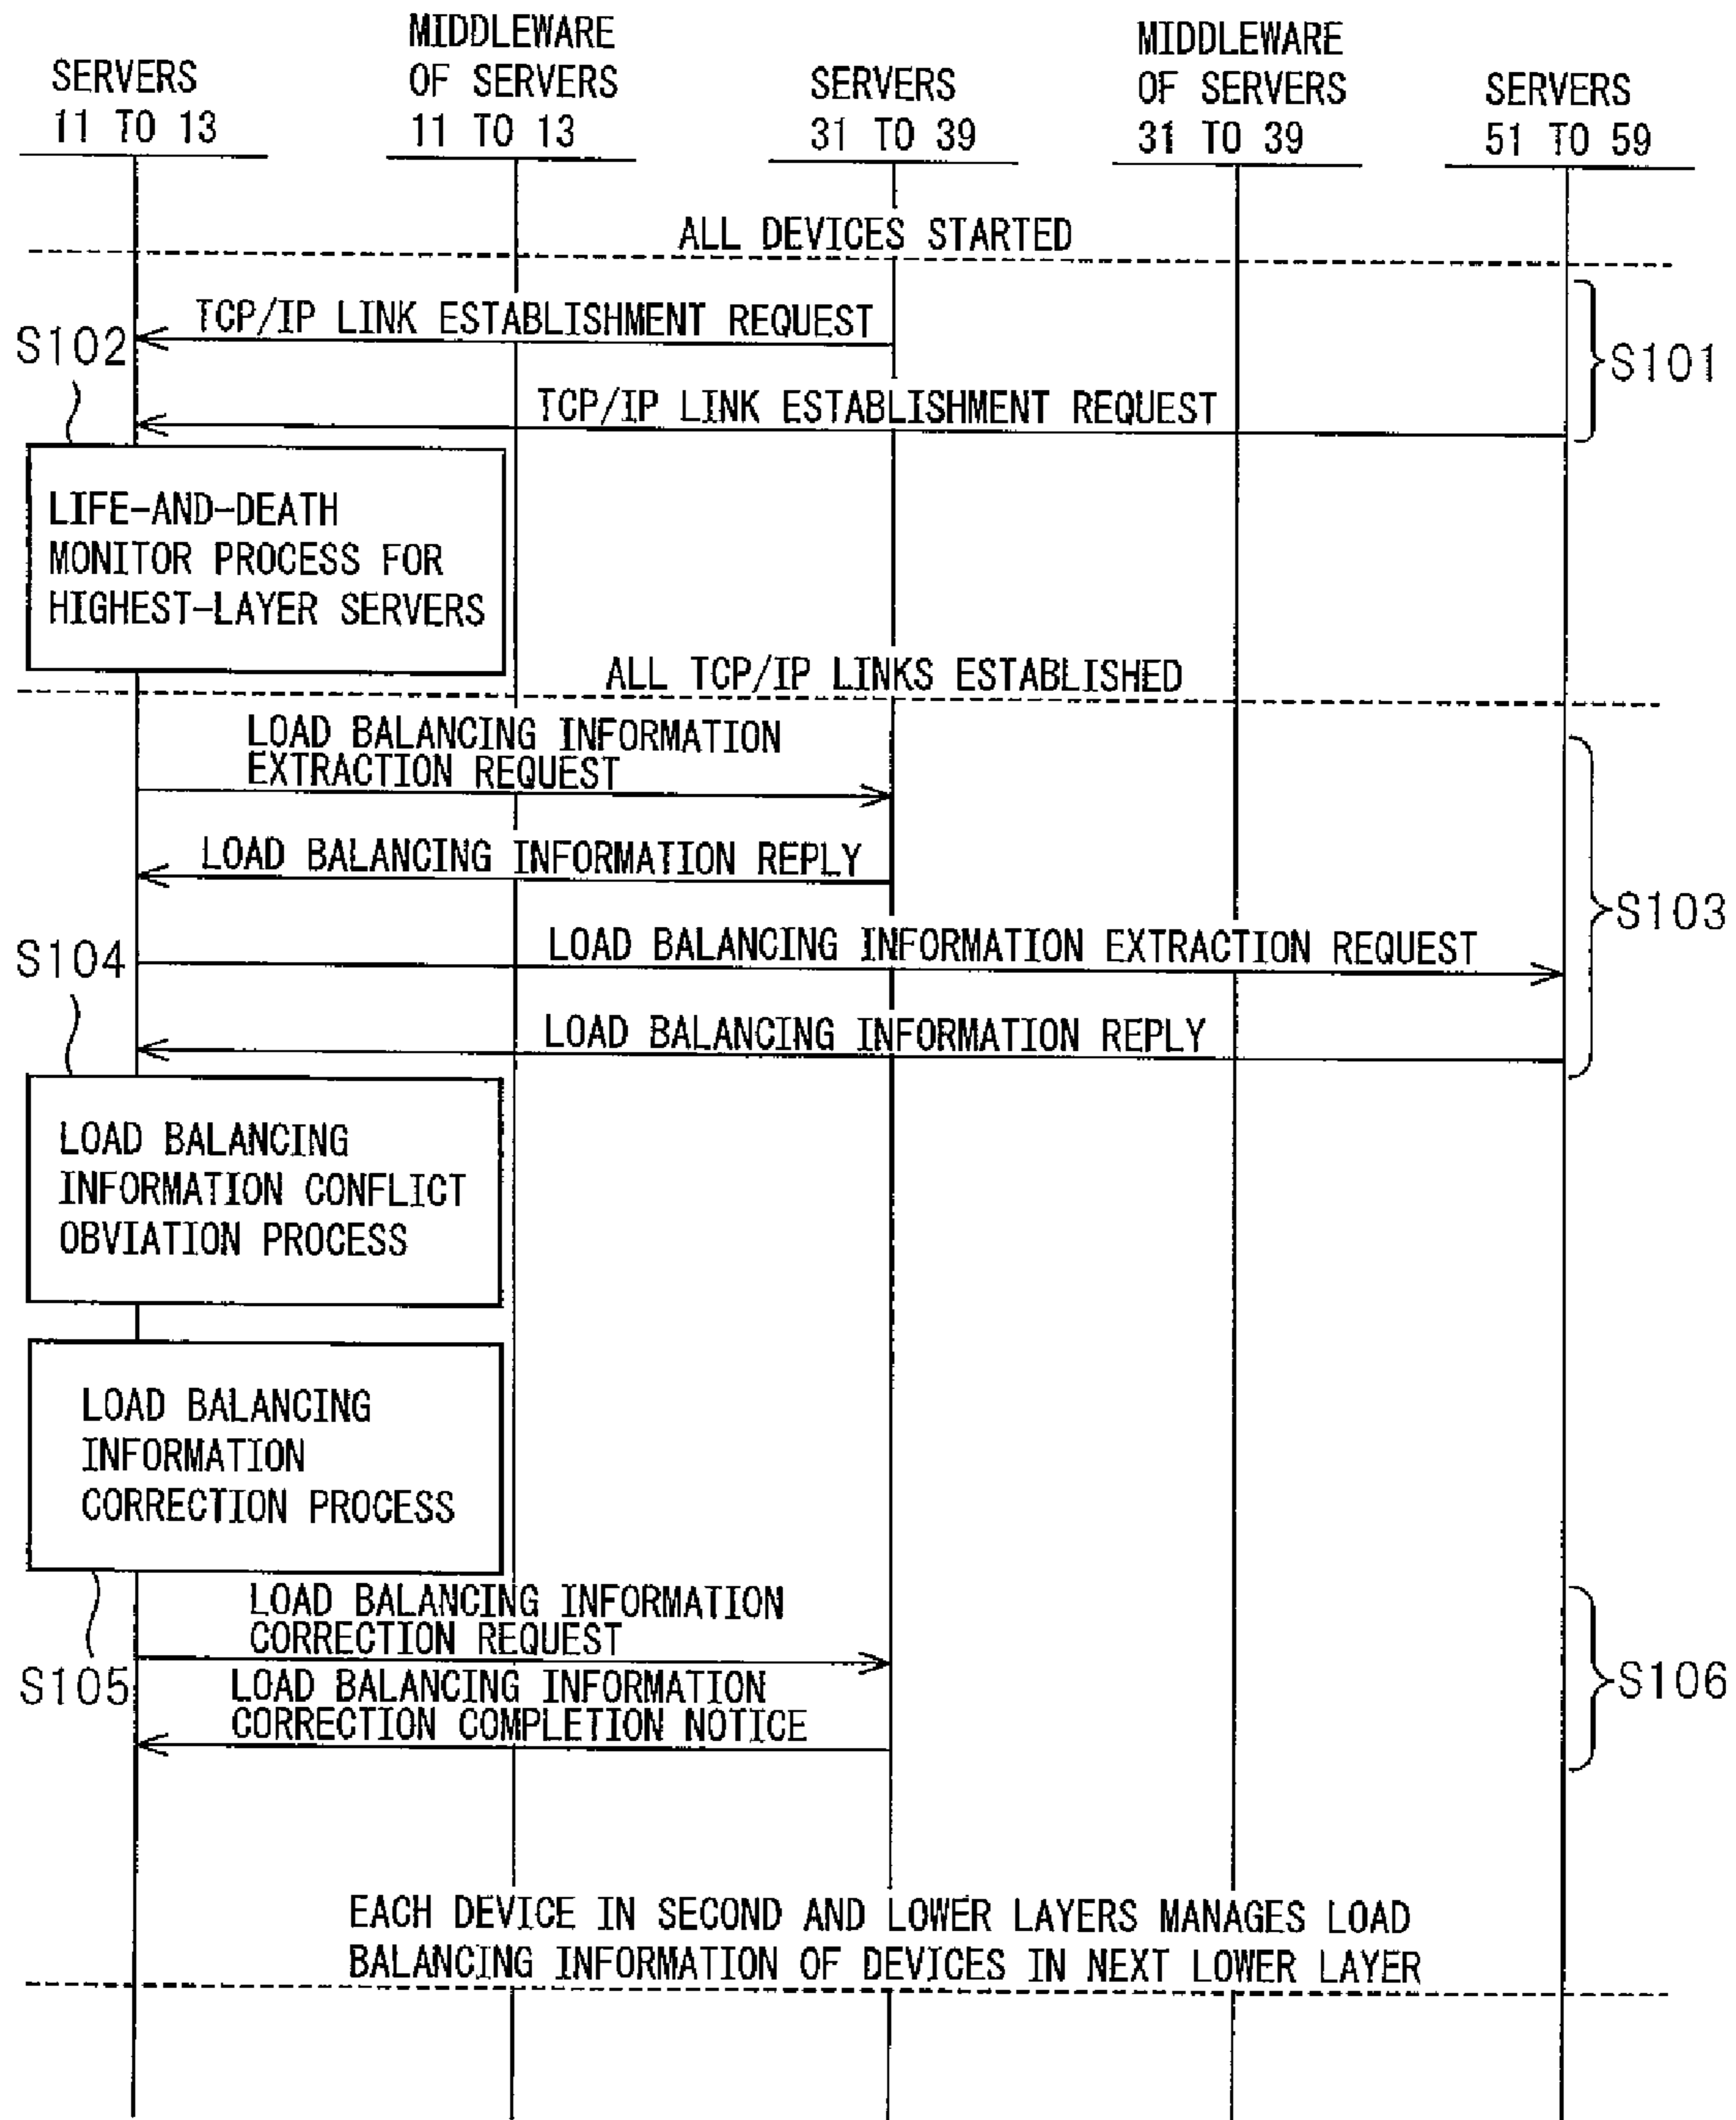 SERVERS
11 TO 13
MIDDLEWARE
OF SERVERS
11 TO 13
SERVERS
31 TO 39
MIDDLEWARE
OF SERVERS
31 TO 39
SERVERS
51 TO 59
ALL DEVICES STARTED
TCP/IP LINK ESTABLISHMENT REQUEST
S102
S101
TCP/IP LINK ESTABLISHMENT REQUEST
LIFE-AND-DEATH
MONITOR PROCESS FOR
HIGHEST-LAYER SERVERS
ALL TCP/IP LINKS ESTABLISHED
LOAD BALANCING INFORMATION
EXTRACTION REQUEST
LOAD BALANCING INFORMATION REPLY
S103
S104
LOAD BALANCING INFORMATION EXTRACTION REQUEST
LOAD BALANCING INFORMATION REPLY
LOAD BALANCING
INFORMATION CONFLICT
OBVIATION PROCESS
LOAD BALANCING
INFORMATION
CORRECTION PROCESS
LOAD BALANCING INFORMATION
CORRECTION REQUEST
S105
S106
LOAD BALANCING INFORMATION
CORRECTION COMPLETION NOTICE
EACH DEVICE IN SECOND AND LOWER LAYERS MANAGES LOAD
BALANCING INFORMATION OF DEVICES IN NEXT LOWER LAYER